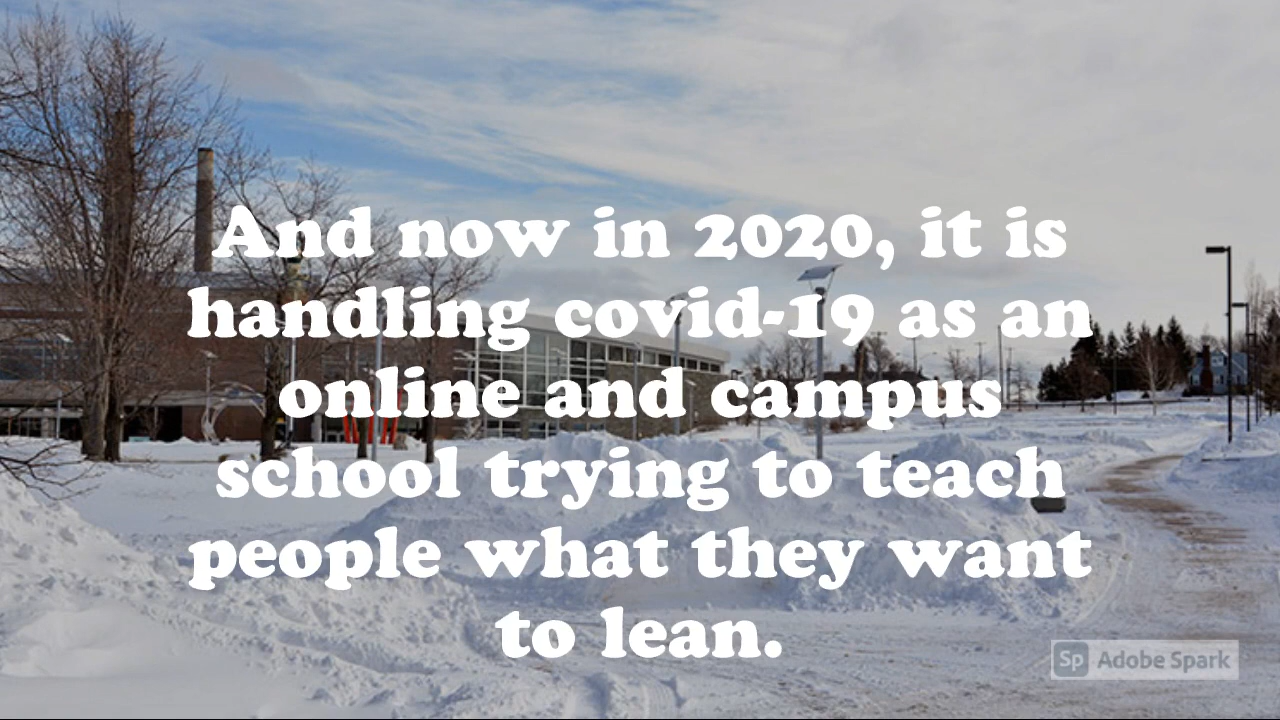 And now in 2020, it is
handling covid-19 as an
online and campus
school trying to teach
people what they want
to lean.
Sp Adobe Spark